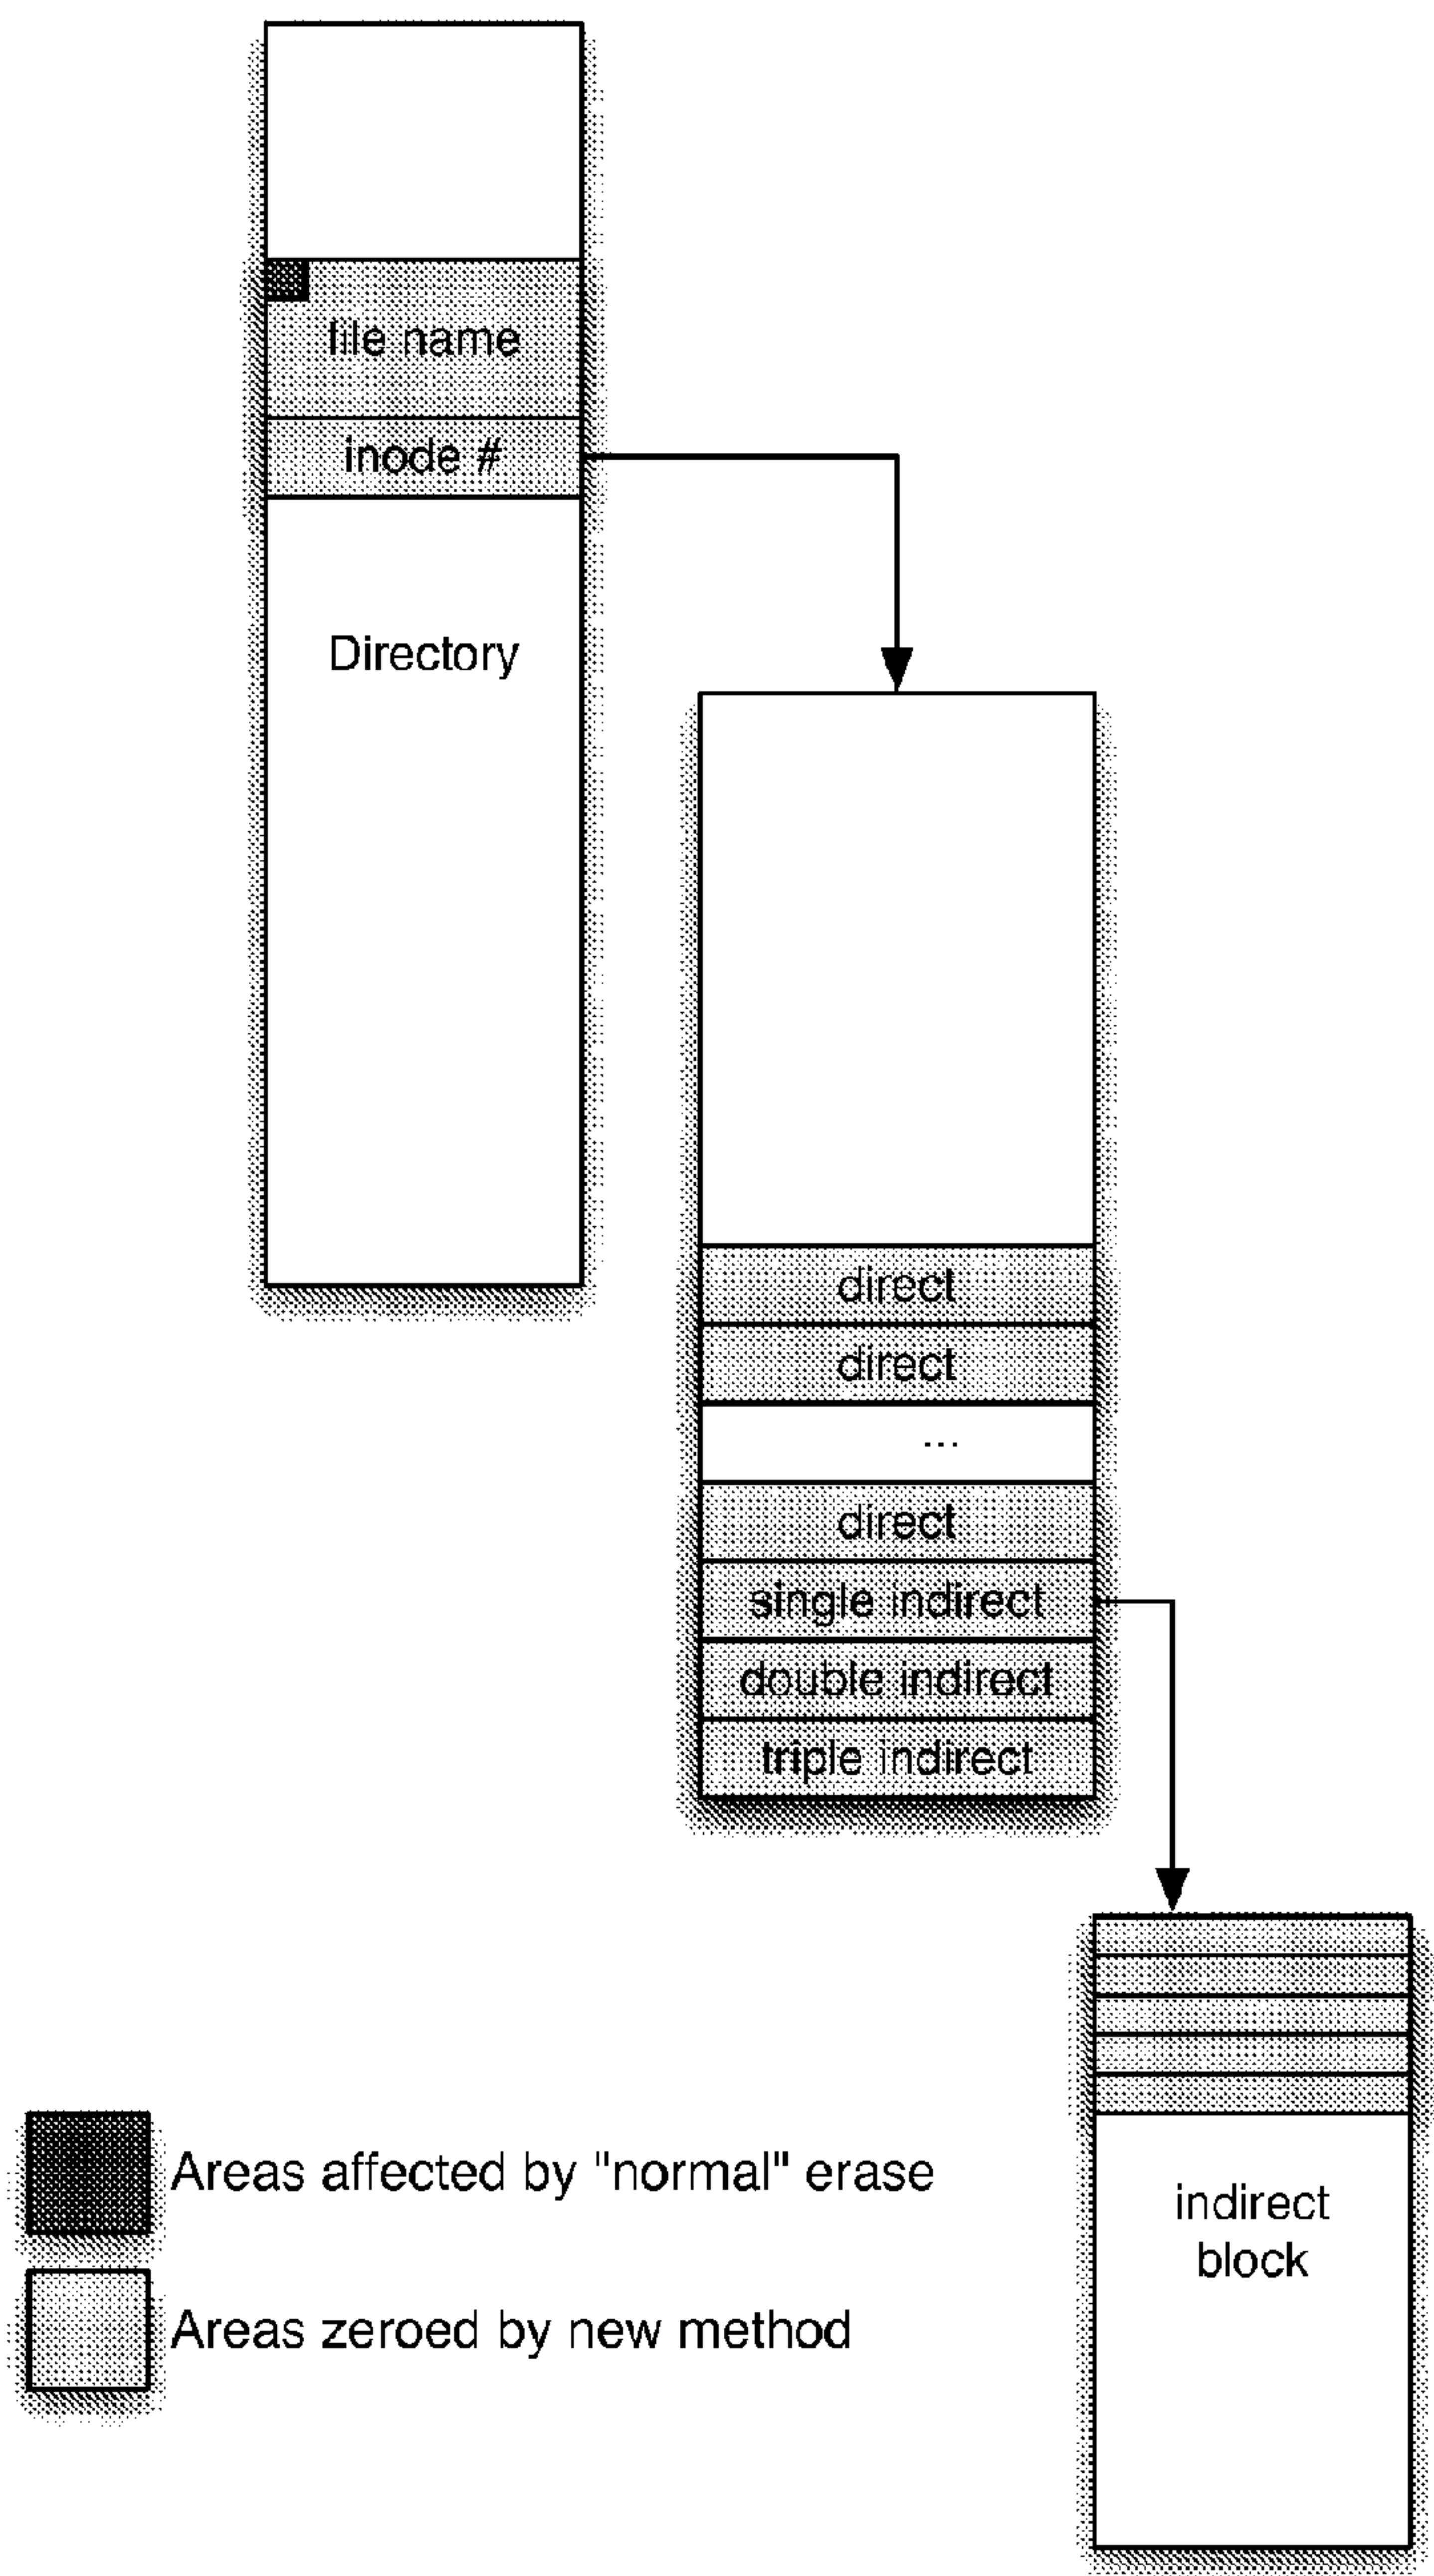 file name
inode #
Directory
direct
direct
...
direct
single indirect
double indirect
triple indirect
indirect
block
Areas affected by "normal" erase
Areas zeroed by new method